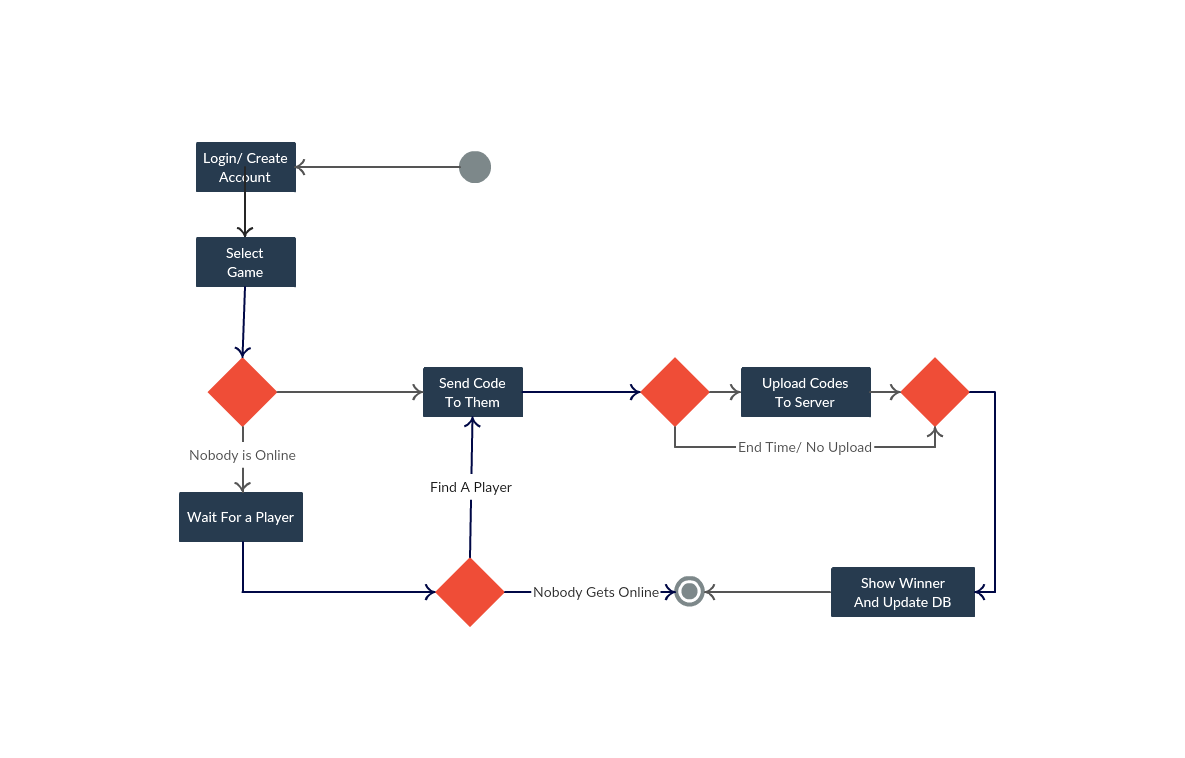 Login/ Create
Account
Select
Game
Send Code
To Them
Upload Codes
To Server
End Time/ No Upload
Nobody is Online
Find A Player
Wait For a Player
Nobody Gets Online
Show Winner
And Update DB